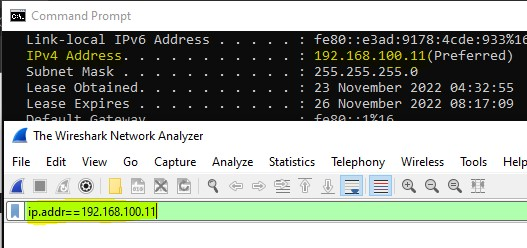 Command Prompt
Link-local IPv6 Address . . . . . : fe80::e3ad:9178:4cde:933%16
IPv4 Address. . . . . . . . . . . : 192.168.100.11(Preferred)
Subnet Mask . . . . . . . . . . . : 255.255.255.0
Lease Obtained. . . . . . . . . . : 23 November 2022 04:32:55
Lease Expires . . . . . . . . . . : 26 November 2022 08:17:09
Default Gateway . . . . . . . . . : fe80::1%16
The Wireshark Network Analyzer
File Edit View Go Capture Analyze Statistics Telephony Wireless Tools H
ip.addr==192.168.100.11